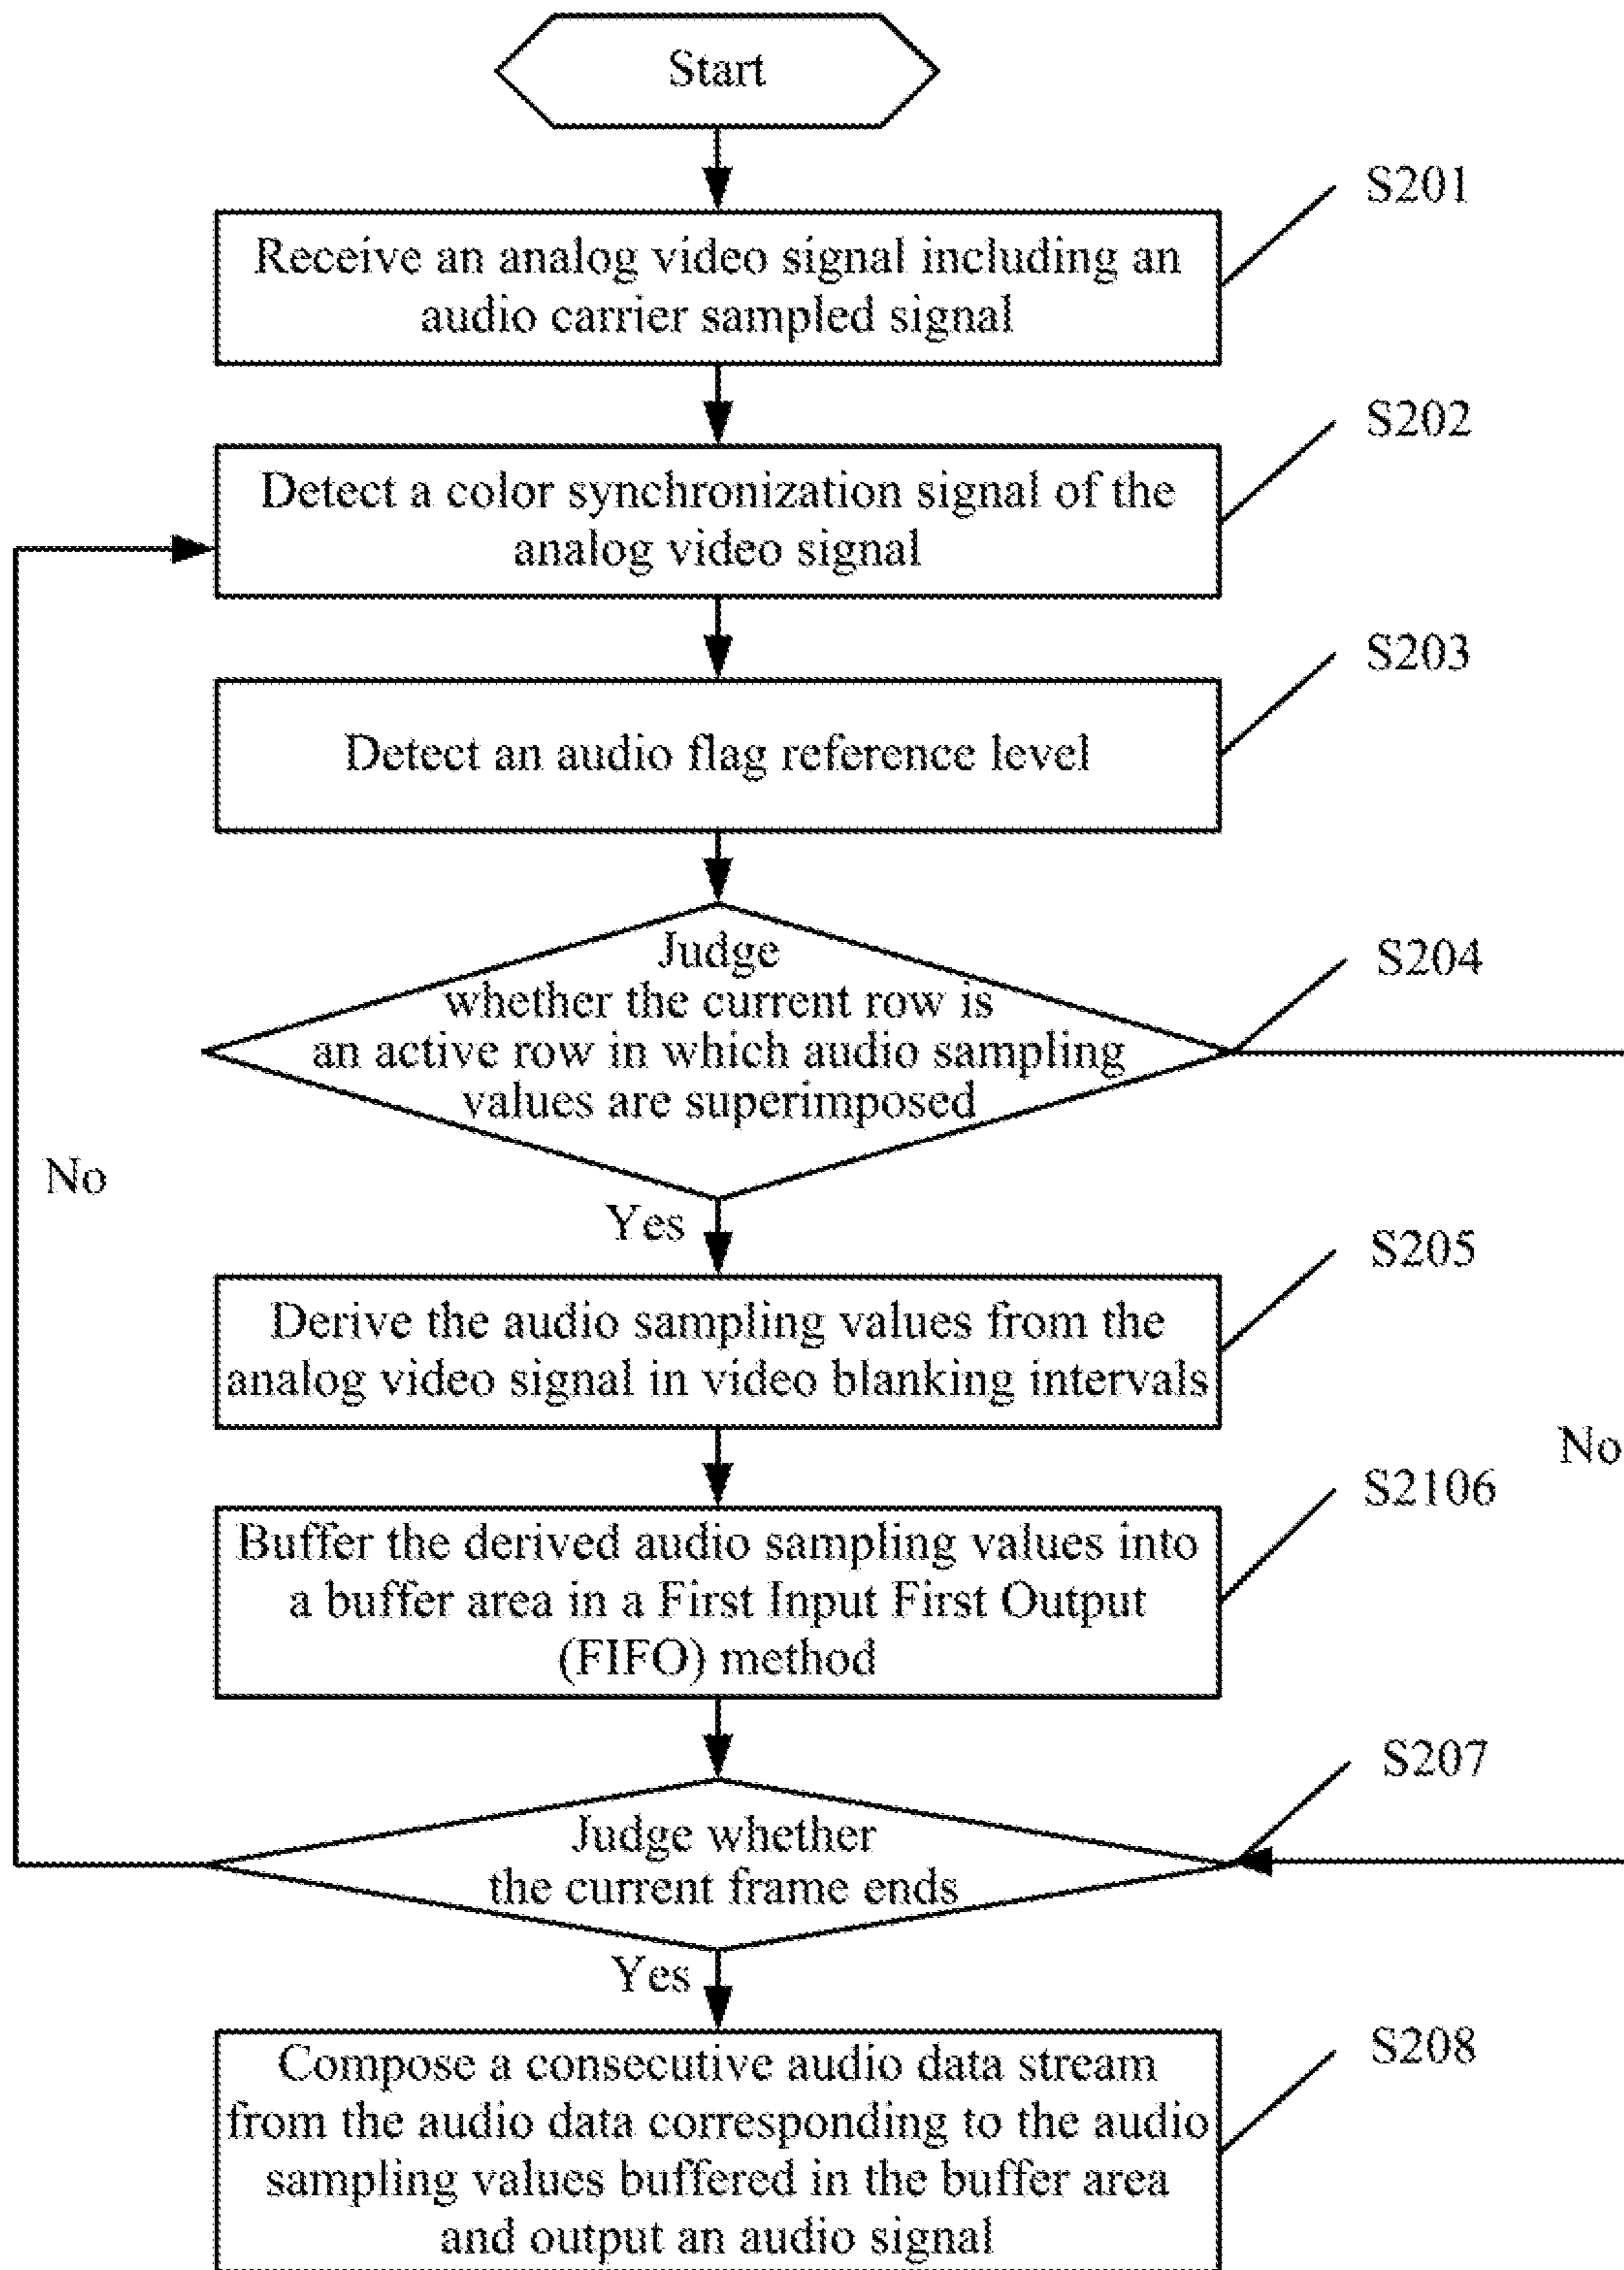 Start
S201
Receive an analog video signal including an
audio carrier sampled signal
S202
Detect a color synchronization signal of the
analog video signal
S203
Detect an audio flag reference level
S204
Judge
whether the current row is
an active row in which audio sampling
values are superimposed
No
Yes
S205
Derive the audio sampling values from the
analog video signal in video blanking intervals
No
S2106
Buffer the derived audio sampling values into
a buffer area in a First Input First Output
(FIFO) method
S207
Judge whether
the current frame ends
Yes
S208
Compose a consecutive audio data stream
from the audio data corresponding to the audio
sampling values buffered in the buffer area
and output an audio signal